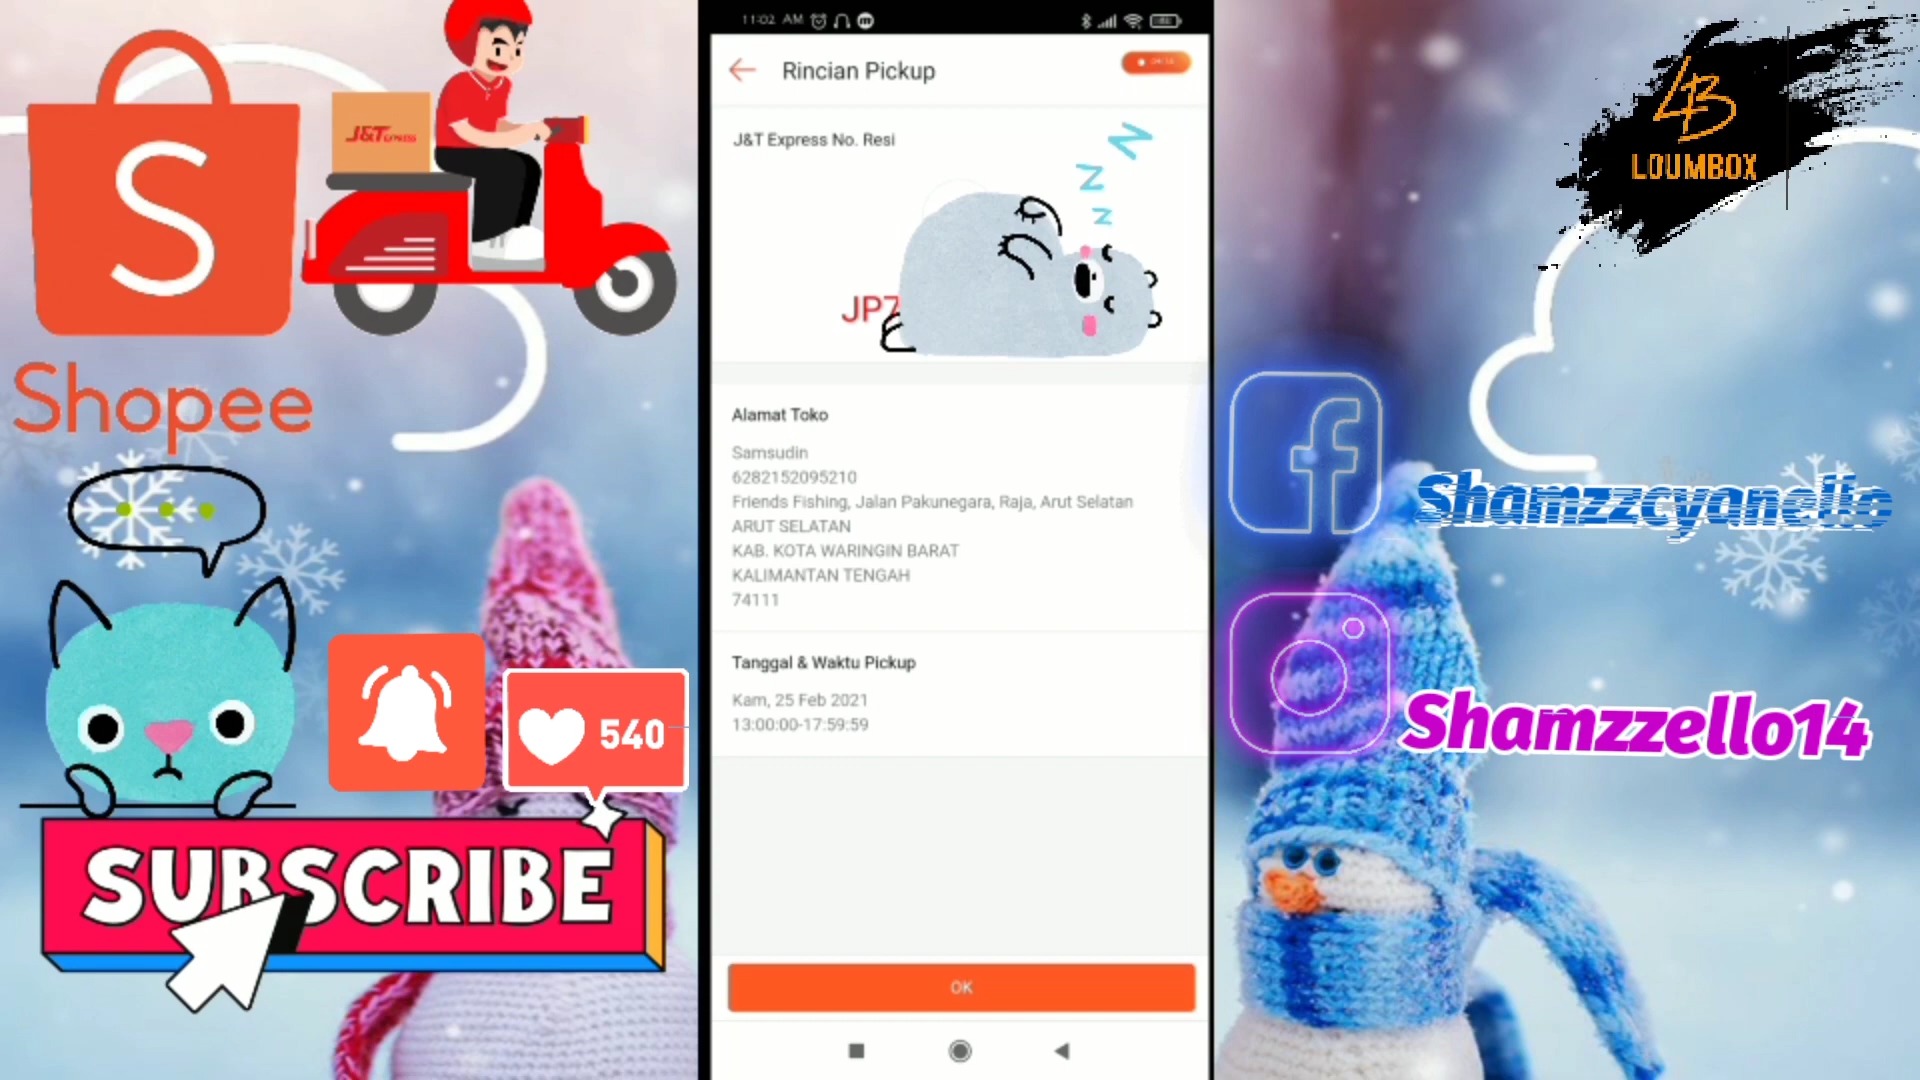 J&T EXPRESS
S
Shopee
540
SUBSCRIBE
11:02 AM
Rincian Pickup
J&T Express No. Resi
Z
Z
Z
JP7
Alamat Toko
Samsudin
6282152095210
Friends Fishing, Jalan Pakunegara, Raja, Arut Selatan
ARUT SELATAN
KAB. KOTA WARINGIN BARAT
KALIMANTAN TENGAH
74111
Tanggal & Waktu Pickup
Kam, 25 Feb 2021
13:00:00-17:59:59
OK
LB
LOUMBOX
f
Shamzzcyanello
Shamzzello14